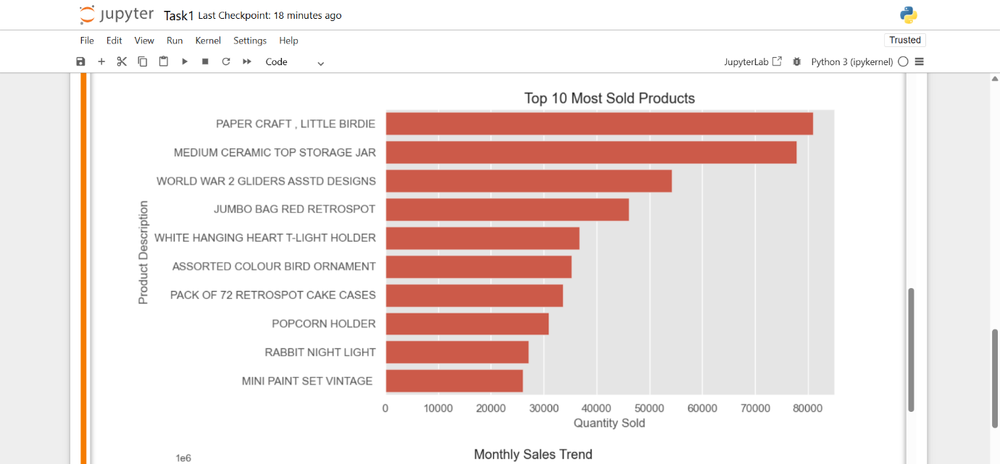 jupyter Task1 Last Checkpoint: 18 minutes ago
File Edit View Run Kernel Settings Help
Trusted
Code
JupyterLab
Python 3 (ipykernel)
Top 10 Most Sold Products
PAPER CRAFT , LITTLE BIRDIE
MEDIUM CERAMIC TOP STORAGE JAR
WORLD WAR 2 GLIDERS ASSTD DESIGNS
JUMBO BAG RED RETROSPOT
WHITE HANGING HEART T-LIGHT HOLDER
ASSORTED COLOUR BIRD ORNAMENT
PACK OF 72 RETROSPOT CAKE CASES
POPCORN HOLDER
RABBIT NIGHT LIGHT
MINI PAINT SET VINTAGE
Product Description
0 10000 20000 30000 40000 50000 60000 70000 80000
Quantity Sold
Monthly Sales Trend
1e6